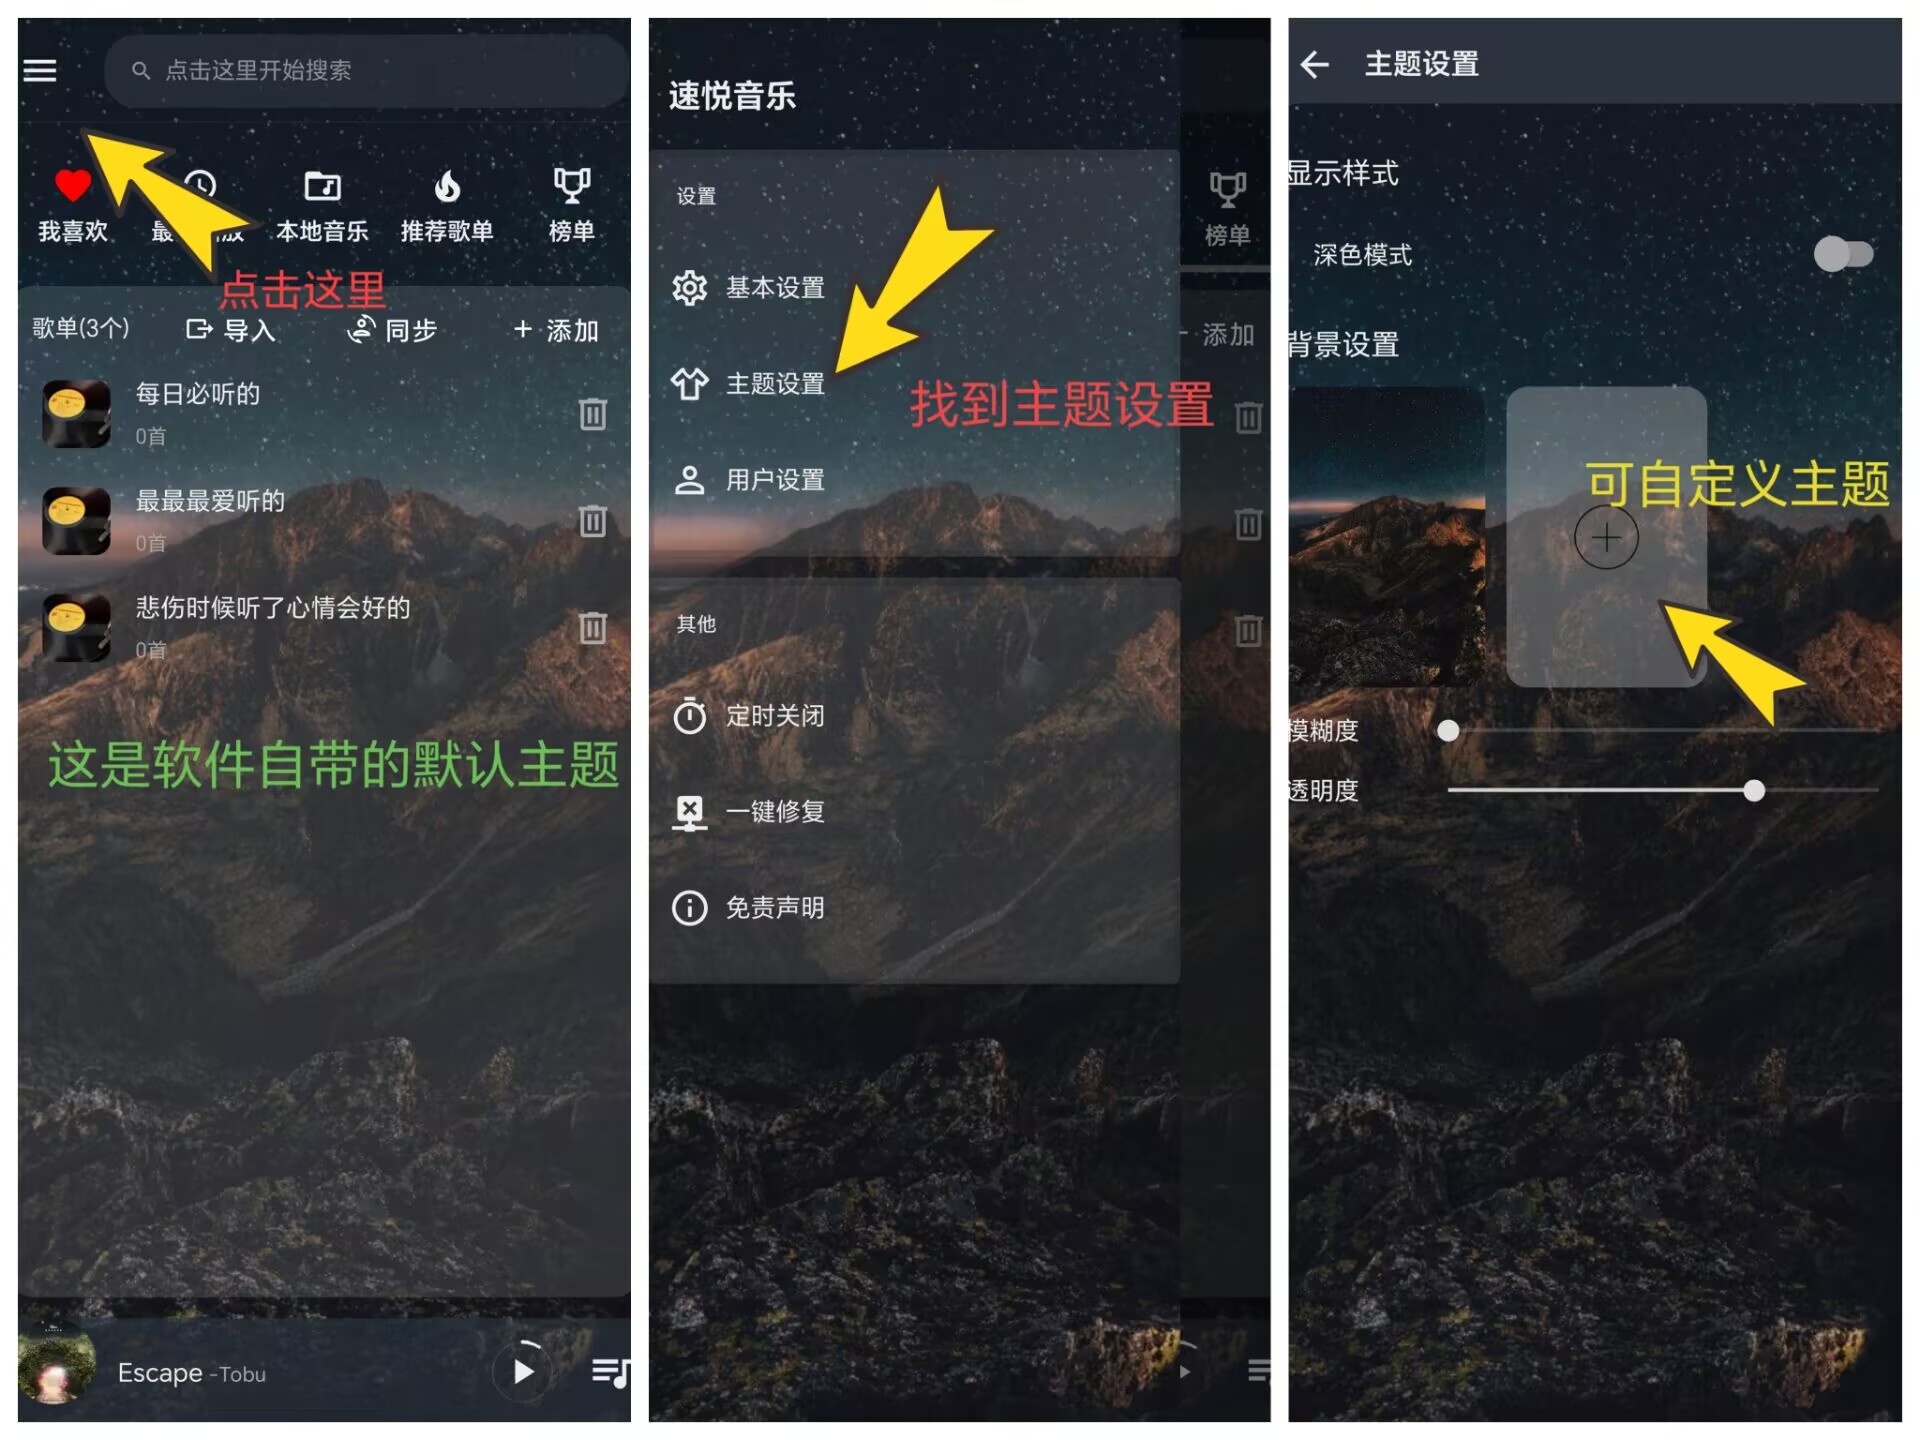 点击这里开始搜索
我喜欢
本地音乐
推荐歌单
榜单
点击这里
歌单(3个)
导入
同步
+ 添加
每日必听的
0首
最最最爱听的
0首
悲伤时候听了心情会好的
0首
这是软件自带的默认主题
Escape -Tobu
速悦音乐
设置
基本设置
主题设置
找到主题设置
用户设置
其他
定时关闭
一键修复
免责声明
榜单
添加
主题设置
显示样式
深色模式
背景设置
可自定义主题
模糊度
透明度